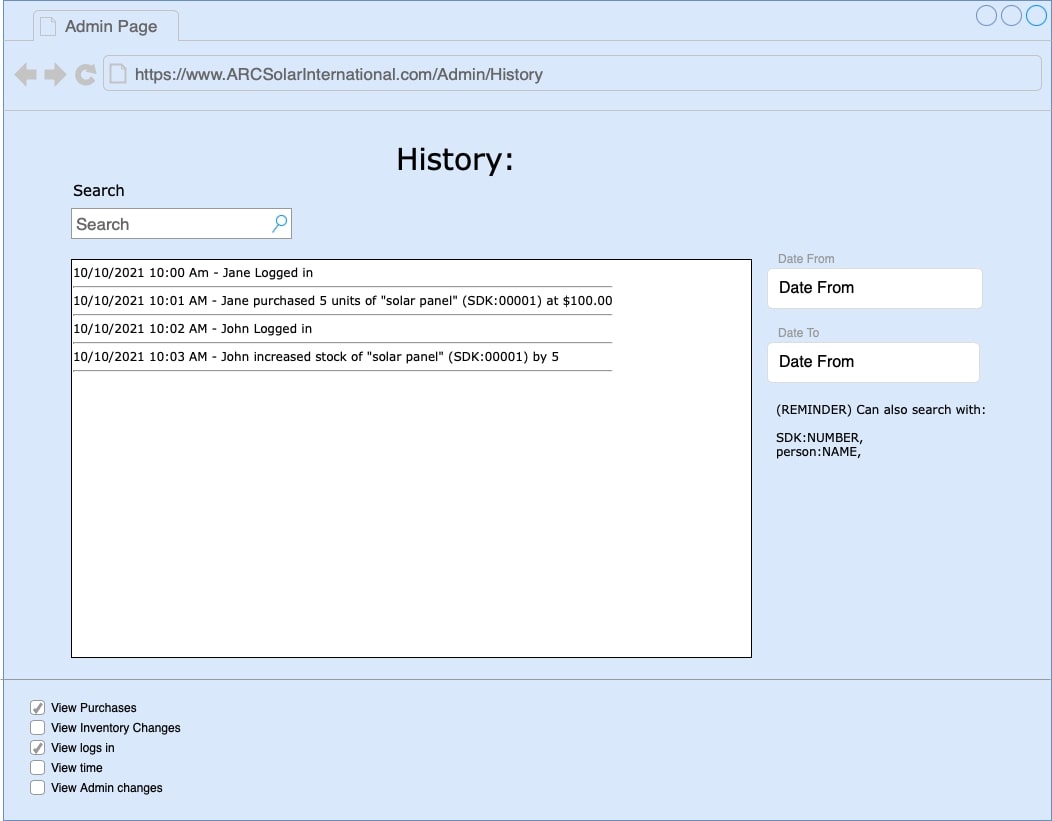 Admin Page
https://www.ARCSolarInternational.com/Admin/History
History:
Search
Search
10/10/2021 10:00 Am - Jane Logged in
10/10/2021 10:01 AM - Jane purchased 5 units of "solar panel" (SDK:00001) at $100.00
10/10/2021 10:02 AM - John Logged in
10/10/2021 10:03 AM - John increased stock of "solar panel" (SDK:00001) by 5
Date From
Date From
Date To
Date From
(REMINDER) Can also search with:
SDK:NUMBER,
person:NAME,
View Purchases
View Inventory Changes
View logs in
View time
View Admin changes